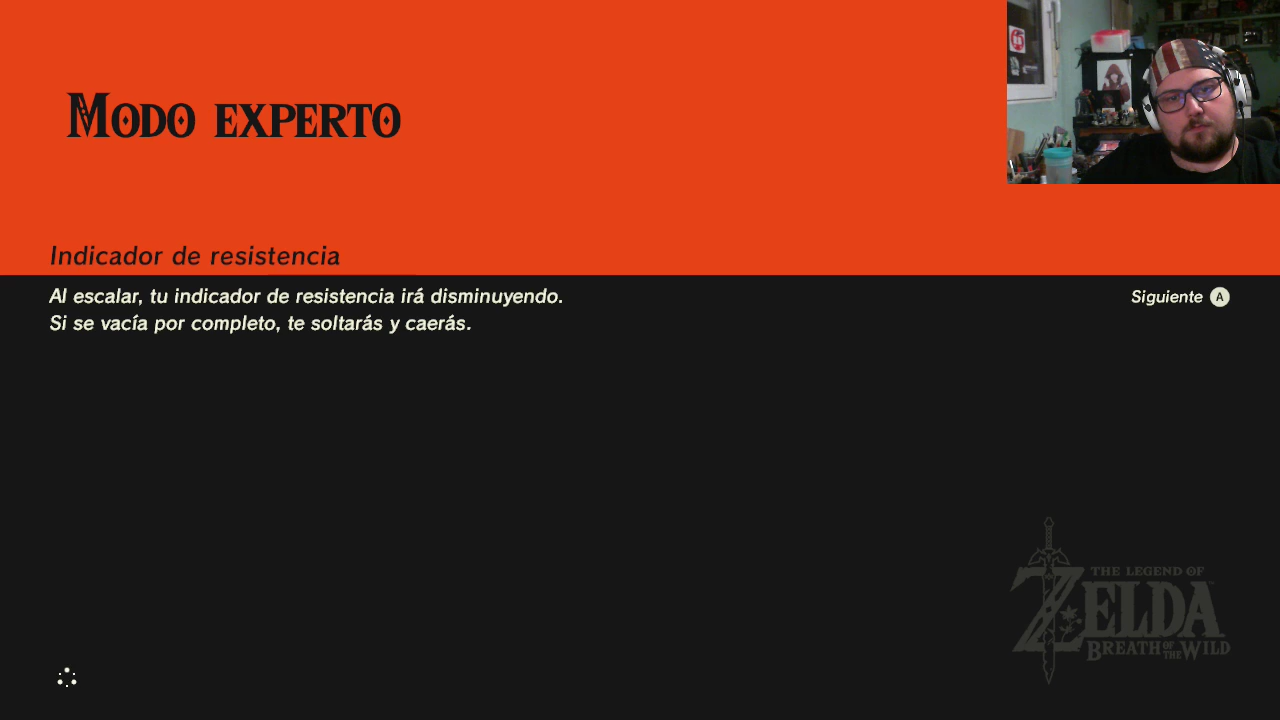 Modo experto
Indicador de resistencia
Al escalar, tu indicador de resistencia irá disminuyendo.
Si se vacía por completo, te soltarás y caerás.
Siguiente A
THE LEGEND OF
ZELDA
BREATH OF THE WILD